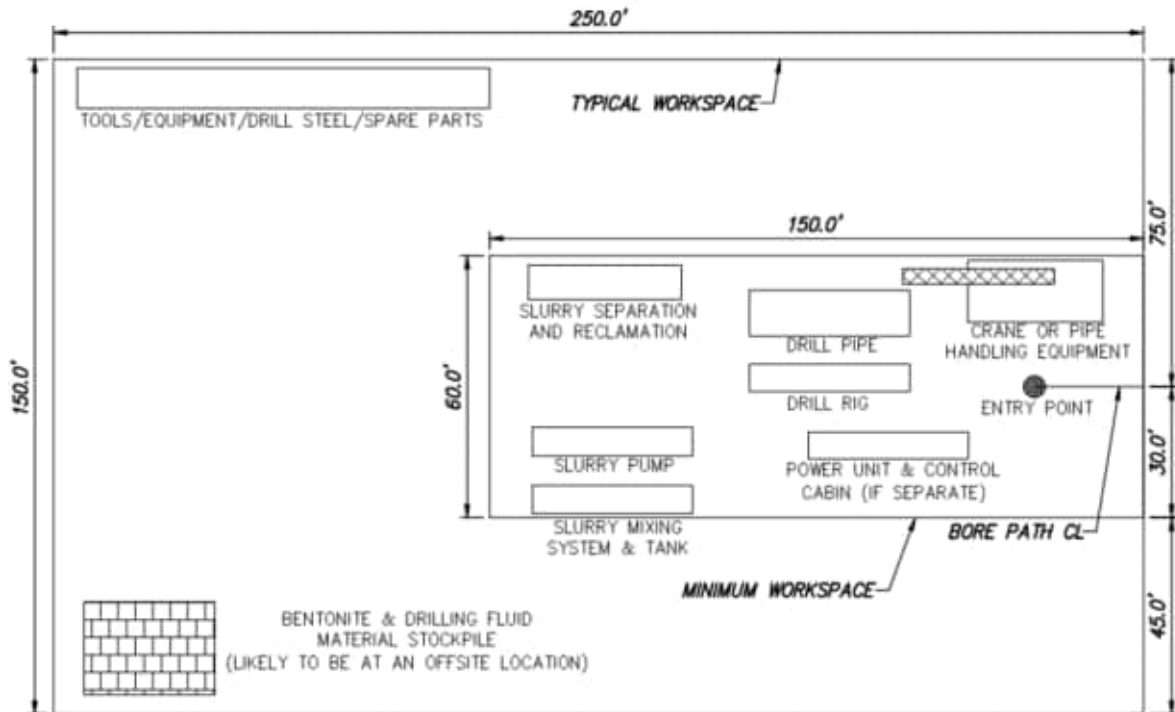 250.0'
TYPICAL WORKSPACE
TOOLS/EQUIPMENT/DRILL STEEL/SPARE PARTS
150.0'
75.0'
SLURRY SEPARATION
AND RECLAMATION
DRILL PIPE
CRANE OR PIPE
HANDLING EQUIPMENT
150.0'
60.0'
DRILL RIG
ENTRY POINT
SLURRY PUMP
POWER UNIT & CONTROL
CABIN (IF SEPARATE)
30.0'
SLURRY MIXING
SYSTEM & TANK
BORE PATH CL
MINIMUM WORKSPACE
45.0'
BENTONITE & DRILLING FLUID
MATERIAL STOCKPILE
(LIKELY TO BE AT AN OFFSITE LOCATION)